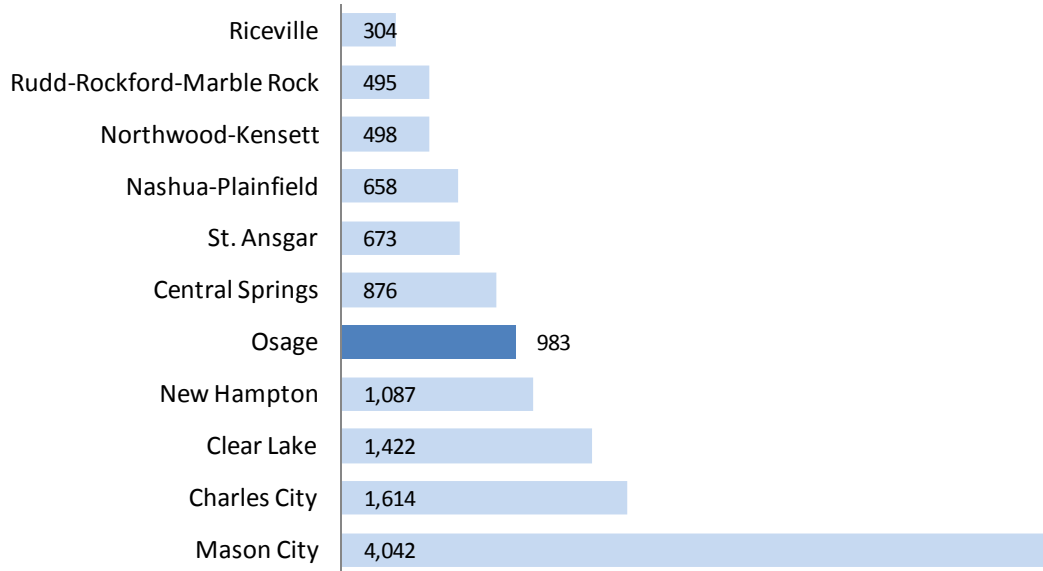 Riceville 304
Rudd-Rockford-Marble Rock 495
Northwood-Kensett 498
Nashua-Plainfield 658
St. Ansgar 673
Central Springs 876
Osage 983
New Hampton 1,087
Clear Lake 1,422
Charles City 1,614
Mason City 4,042